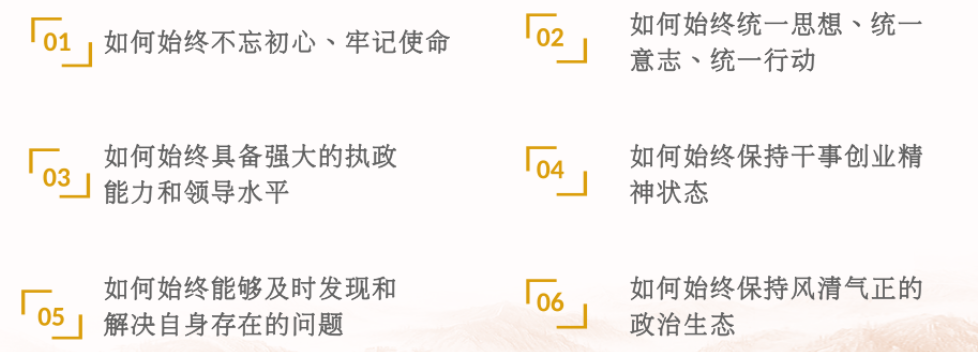 01
如何始终不忘初心、牢记使命
02
如何始终统一思想、统一
意志、统一行动
03
如何始终具备强大的执政
能力和领导水平
04
如何始终保持干事创业精
神状态
05
如何始终能够及时发现和
解决自身存在的问题
06
如何始终保持风清气正的
政治生态